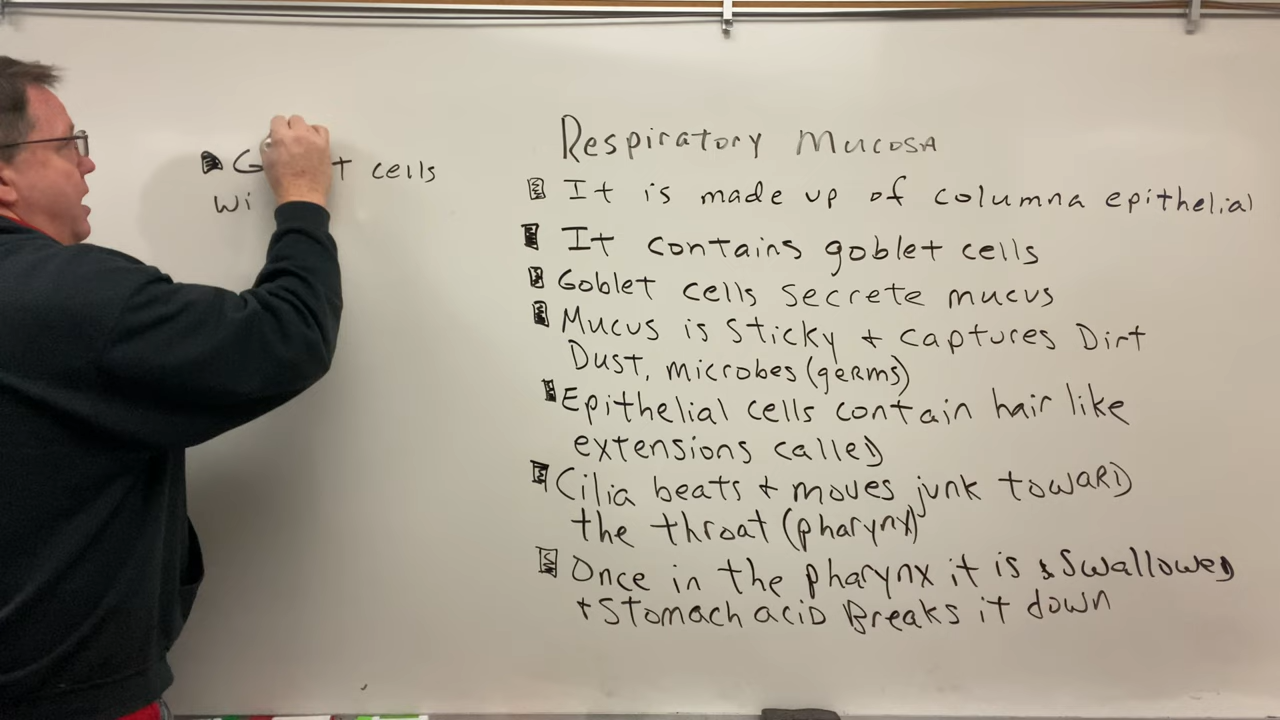 cells
Wi
Respiratory Mucosa
It is made up of columna epithelial
It contains goblet cells
Goblet cells secrete mucus
Mucus is sticky + captures Dirt
Dust, microbes (germs)
Epithelial cells contain hair like
extensions called
Cilia beats + moves junk toward
the throat (pharynx)
Once in the pharynx it is swallowed
+ Stomach acid Breaks it down